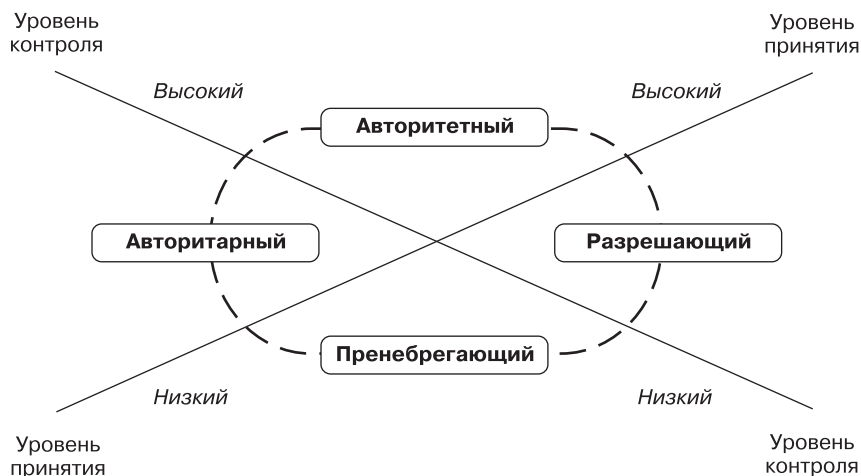 Уровень
контроля
Уровень
принятия
Высокий
Высокий
Авторитетный
Авторитарный
Разрешающий
Пренебрегающий
Низкий
Низкий
Уровень
принятия
Уровень
контроля